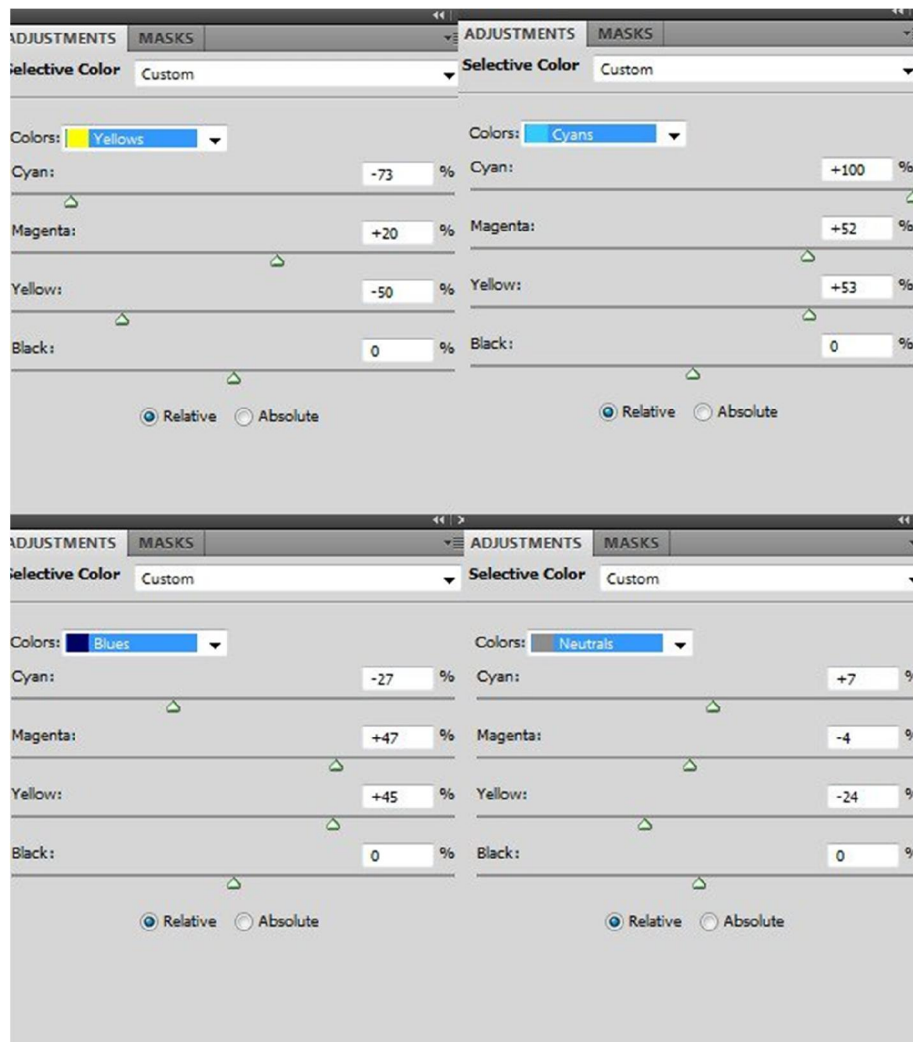 ADJUSTMENTS MASKS
Selective Color Custom
Colors: Yellows
Cyan: -73 %
Magenta: +20 %
Yellow: -50 %
Black: 0 %
Relative Absolute
ADJUSTMENTS MASKS
Selective Color Custom
Colors: Cyans
Cyan: +100 %
Magenta: +52 %
Yellow: +53 %
Black: 0 %
Relative Absolute
ADJUSTMENTS MASKS
Selective Color Custom
Colors: Blues
Cyan: -27 %
Magenta: +47 %
Yellow: +45 %
Black: 0 %
Relative Absolute
ADJUSTMENTS MASKS
Selective Color Custom
Colors: Neutrals
Cyan: +7 %
Magenta: -4 %
Yellow: -24 %
Black: 0 %
Relative Absolute